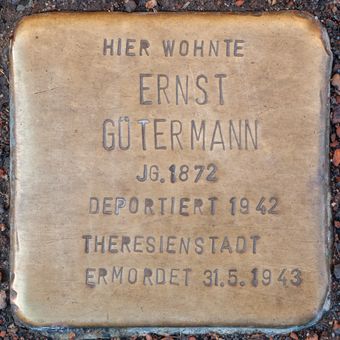 HIER WOHNTE
ERNST
GÜTERMANN
JG. 1872
DEPORTIERT 1942
THERESIENSTADT
ERMORDET 31.5.1943